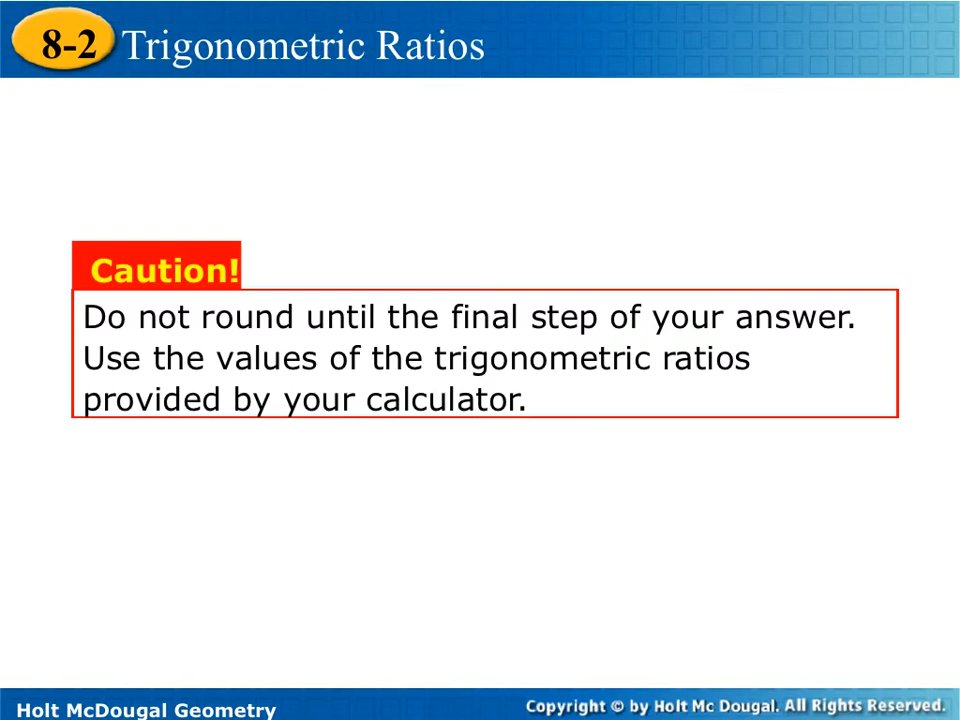 8-2 Trigonometric Ratios
Caution!
Do not round until the final step of your answer.
Use the values of the trigonometric ratios
provided by your calculator.
Holt McDougal Geometry
Copyright © by Holt Mc Dougal. All Rights Reserved.